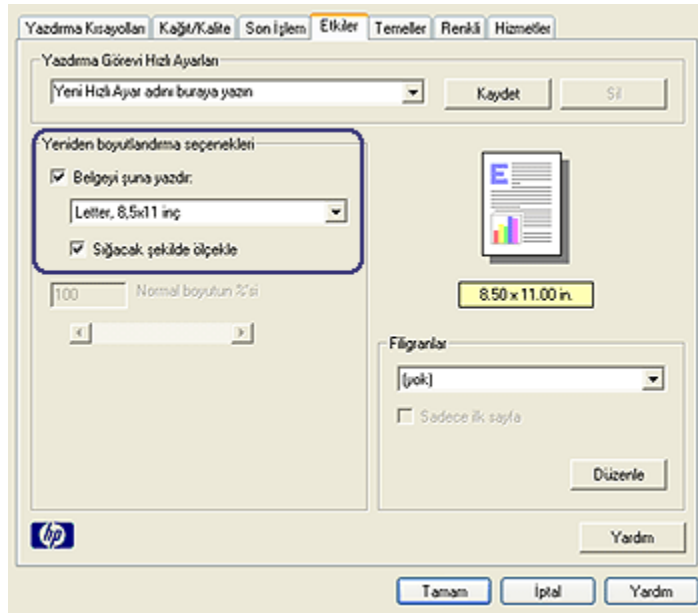 Yazdırma Kısayolları Kağıt/Kalite Son İşlem Etkiler Temeller Renkli Hizmetler
Yazdırma Görevi Hızlı Ayarları
Yeni Hızlı Ayar adını buraya yazın
Kaydet
Sil
Yeniden boyutlandırma seçenekleri
Belgeyi şuna yazdır:
Letter, 8,5x11 inç
Sığacak şekilde ölçekle
100 Normal boyutun %'si
E
8.50 x 11.00 in.
Filigranlar
(yok)
Sadece ilk sayfa
Düzenle
hp
Yardım
Tamam İptal Yardım